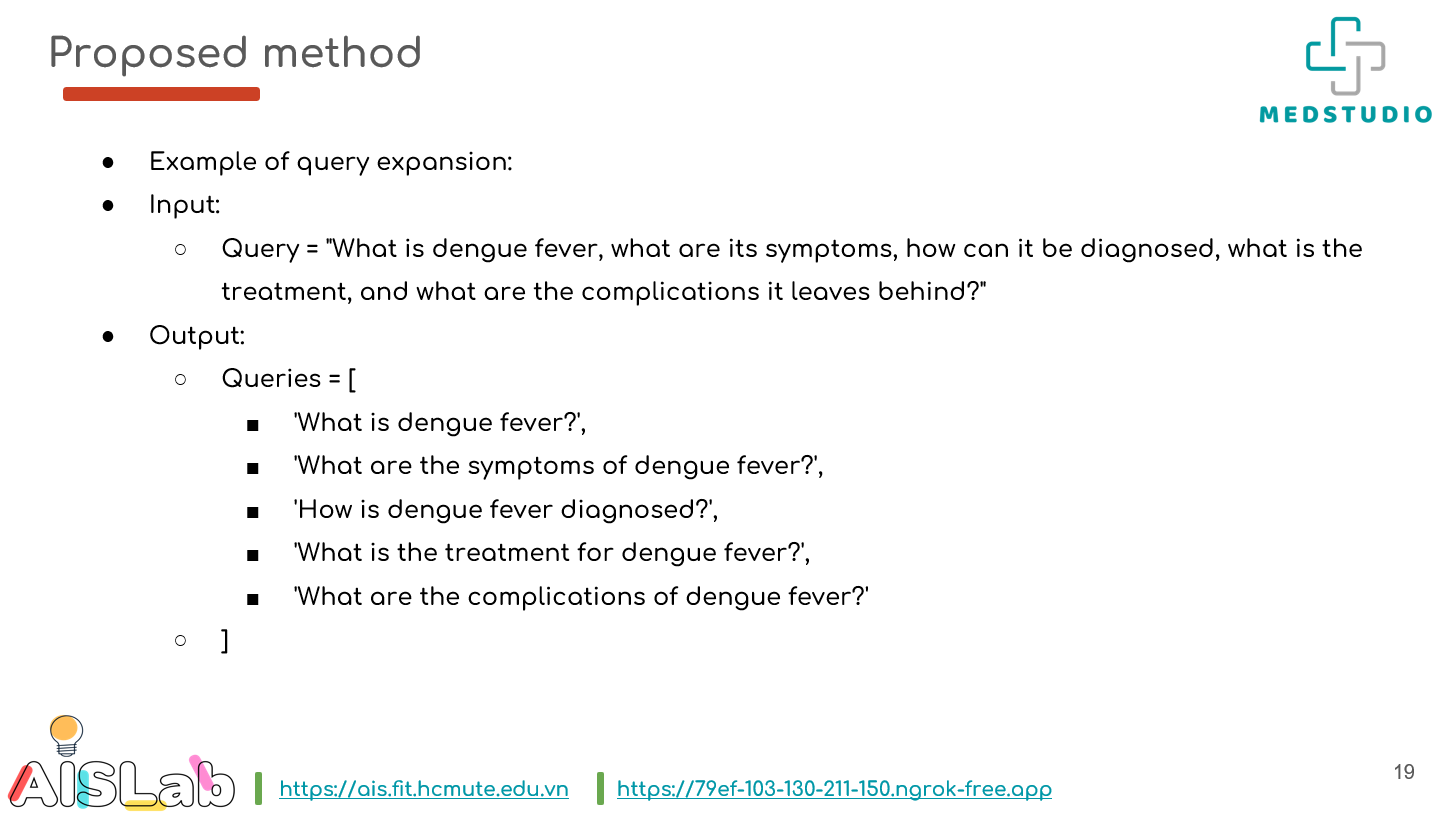 Proposed method
MEDSTUDIO
● Example of query expansion:
● Input:
○ Query = "What is dengue fever, what are its symptoms, how can it be diagnosed, what is the
treatment, and what are the complications it leaves behind?"
● Output:
○ Queries = [
■ 'What is dengue fever?',
■ 'What are the symptoms of dengue fever?',
■ 'How is dengue fever diagnosed?',
■ 'What is the treatment for dengue fever?',
■ 'What are the complications of dengue fever?'
○ ]
AISLab
https://ais.fit.hcmute.edu.vn
https://79ef-103-130-211-150.ngrok-free.app
19